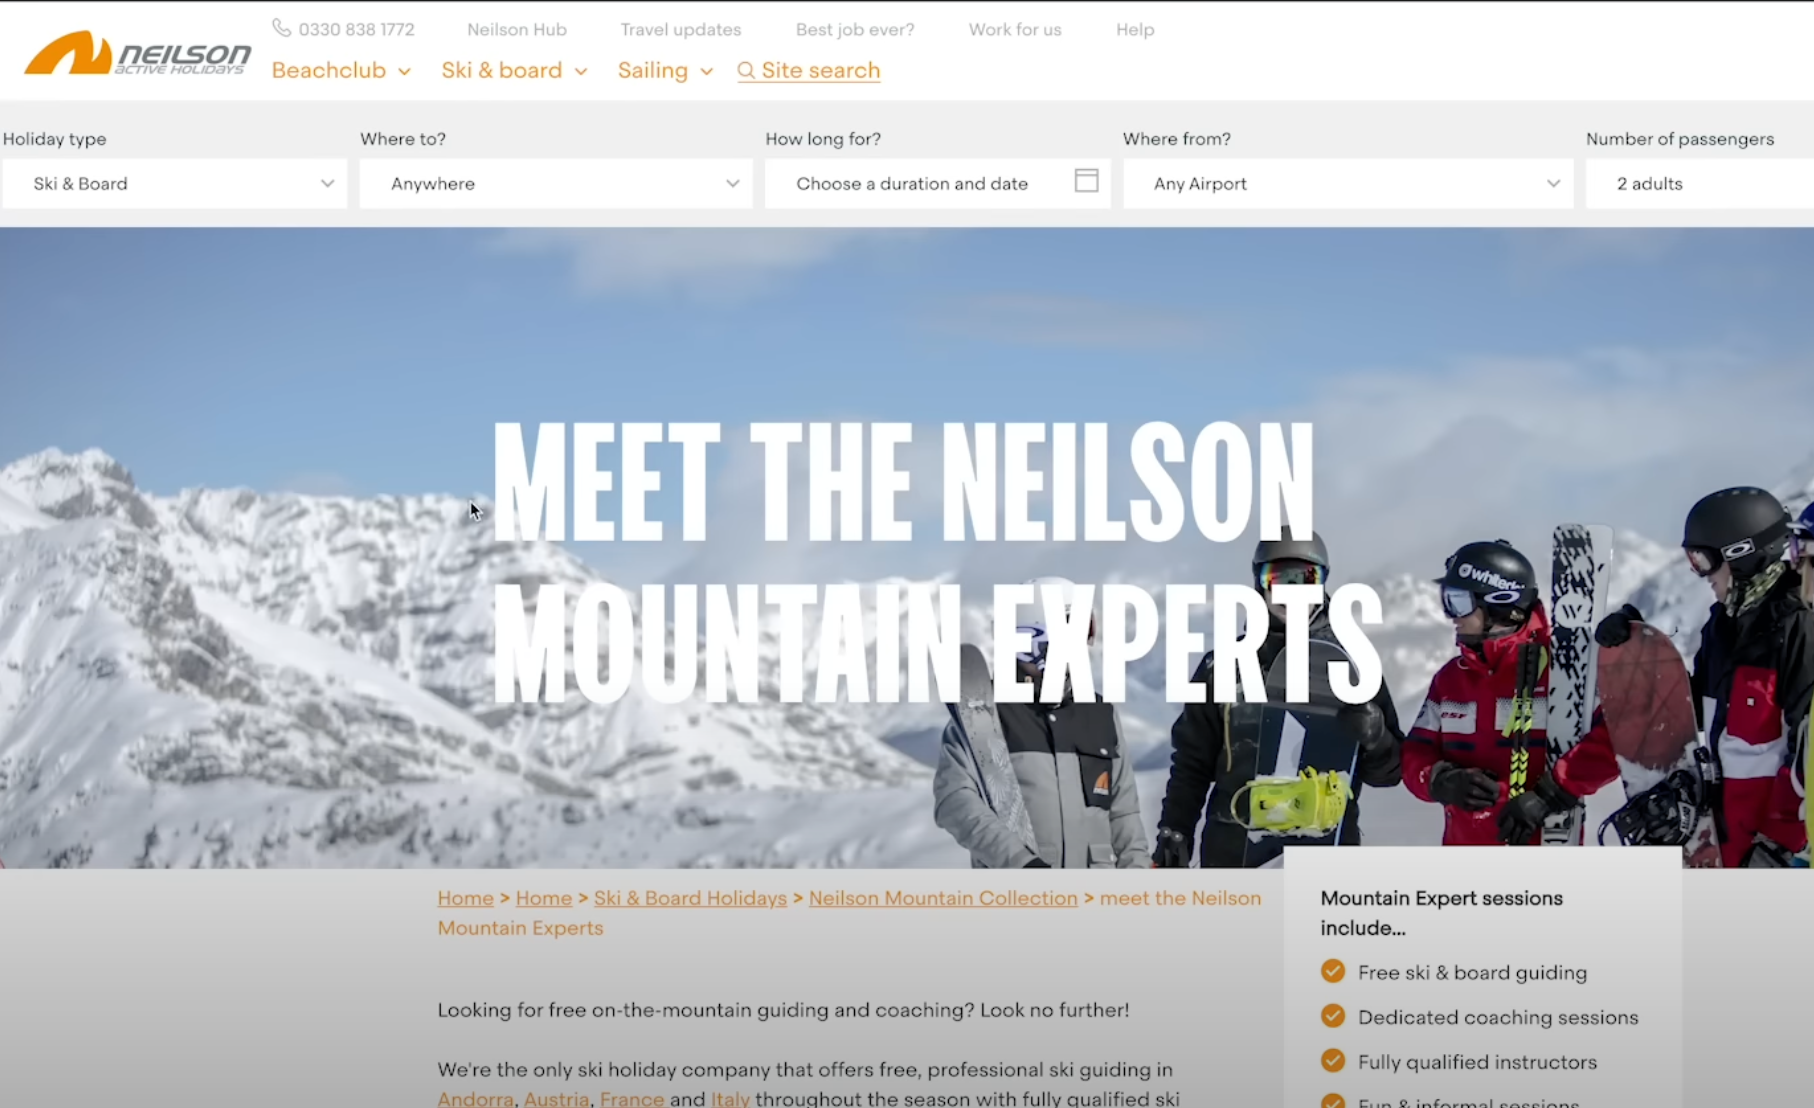 0330 838 1772 Neilson Hub Travel updates Best job ever? Work for us Help
NEILSON
ACTIVE HOLIDAYS
Beachclub Ski & board Sailing Site search
Holiday type Where to? How long for? Where from? Number of passengers
Ski & Board Anywhere Choose a duration and date Any Airport 2 adults
MEET THE NEILSON
MOUNTAIN EXPERTS
esf
Home > Home > Ski & Board Holidays > Neilson Mountain Collection > meet the Neilson
Mountain Experts
Looking for free on-the-mountain guiding and coaching? Look no further!
We're the only ski holiday company that offers free, professional ski guiding in
Andorra, Austria, France and Italy throughout the season with fully qualified ski
Mountain Expert sessions
include...
Free ski & board guiding
Dedicated coaching sessions
Fully qualified instructors
Fun & informal sessions